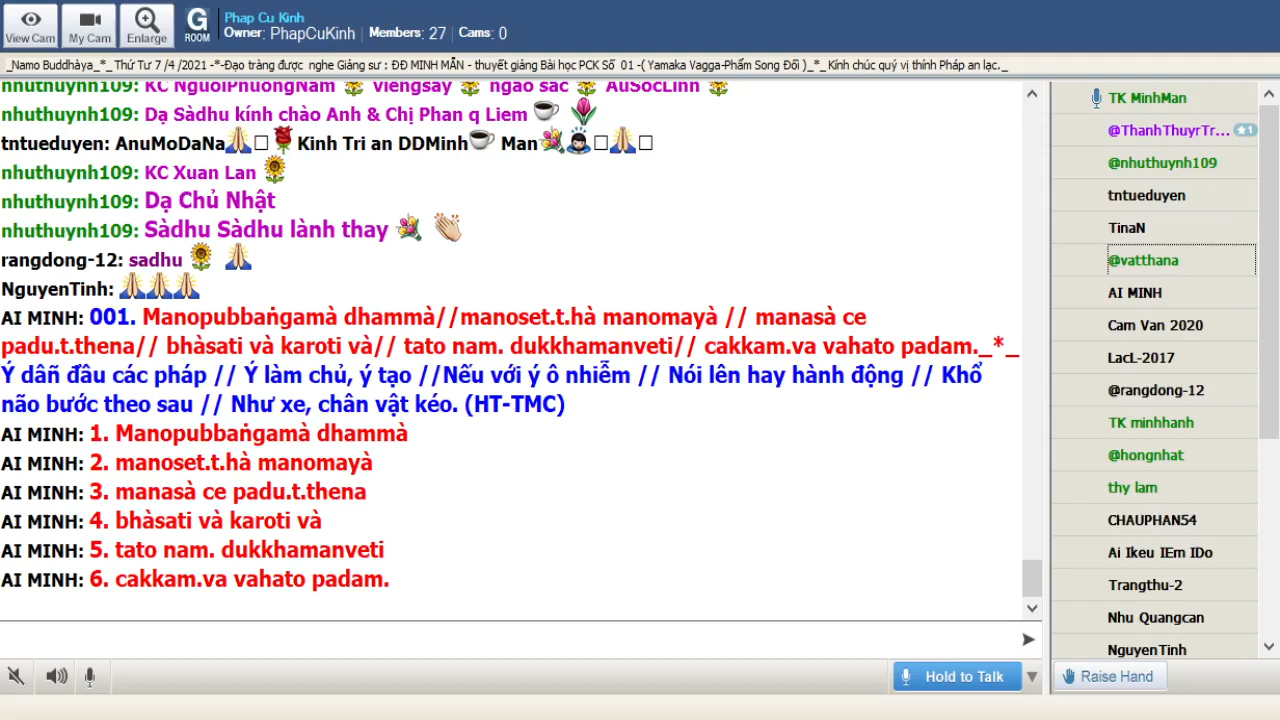 View Cam
My Cam
Enlarge
G
ROOM
Phap Cu Kinh
Owner: PhapCuKinh
Members: 27
Cams: 0
_Namo Buddhàya_*_ Thứ Tư 7 /4 /2021 -*-Đạo tràng được nghe Giảng sư : ĐĐ MINH MẪN - thuyết giảng Bài học PCK Số 01 -( Yamaka Vagga-Phẩm Song Đối )_*_ Kính chúc quý vị thính Pháp an lạc._
nhuthuynh109: KC NguoiPhuongNam viengsay ngao sac AuSocLinh
nhuthuynh109: Dạ Sàdhu kính chào Anh & Chị Phan q Liem
tntueduyen: AnuMoDaNa Kinh Tri an DDMinh Man
nhuthuynh109: KC Xuan Lan
nhuthuynh109: Dạ Chủ Nhật
nhuthuynh109: Sàdhu Sàdhu lành thay
rangdong-12: sadhu
NguyenTinh:
AI MINH: 001. Manopubbaṅgamà dhammà//manoset.t.hà manomayà // manasà ce
padu.t.thena// bhàsati và karoti và// tato nam. dukkhamanveti// cakkam.va vahato padam._*_
Ý dẫn đầu các pháp // Ý làm chủ, ý tạo //Nếu với ý ô nhiễm // Nói lên hay hành động // Khổ
não bước theo sau // Như xe, chân vật kéo. (HT-TMC)
AI MINH: 1. Manopubbaṅgamà dhammà
AI MINH: 2. manoset.t.hà manomayà
AI MINH: 3. manasà ce padu.t.thena
AI MINH: 4. bhàsati và karoti và
AI MINH: 5. tato nam. dukkhamanveti
AI MINH: 6. cakkam.va vahato padam.
Hold to Talk
TK MinhMan
@ThanhThuyrTr... 1
@nhuthuynh109
tntueduyen
TinaN
@vatthana
AI MINH
Cam Van 2020
LacL-2017
@rangdong-12
TK minhhanh
@hongnhat
thy lam
CHAUPHAN54
Ai Ikeu IEm IDo
Trangthu-2
Nhu Quangcan
NguyenTinh
Raise Hand